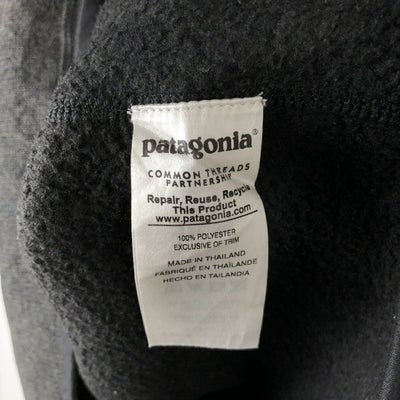 patagonia®
COMMON THREADS
PARTNERSHIP
Repair, Reuse, Recycle
This Product
www.patagonia.com
100% POLYESTER
EXCLUSIVE OF TRIM
MADE IN THAILAND
FABRIQUÉ EN THAÏLANDE
HECHO EN TAILANDIA